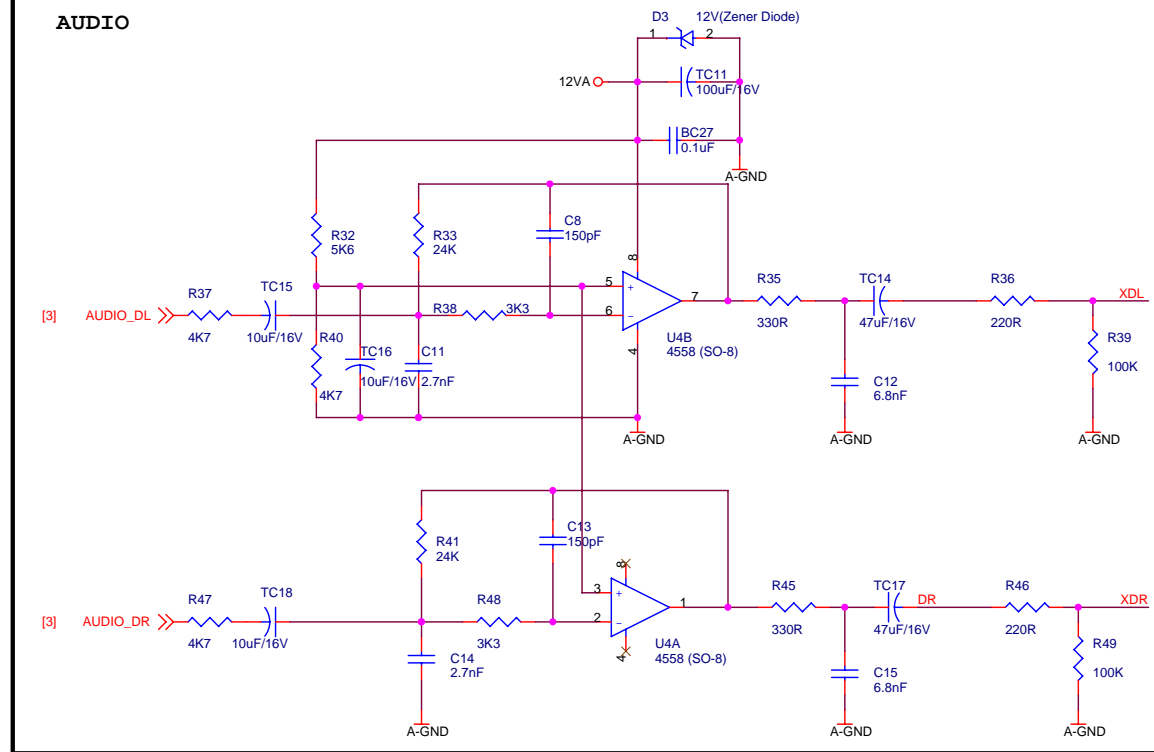 AUDIO
D3 12V(Zener Diode)
1 2
12VA
TC11
100uF/16V
BC27
0.1uF
A-GND
R32
5K6
R33
24K
C8
150pF
8
R37
4K7
TC15
10uF/16V
[3] AUDIO_DL
R38 3K3
5
6
7
+
−
4
U4B
4558 (SO-8)
R35
330R
TC14
47uF/16V
R36
220R
XDL
R40
4K7
TC16
10uF/16V
C11
2.7nF
C12
6.8nF
R39
100K
A-GND
A-GND
A-GND
R41
24K
C13
150pF
8
R47
4K7
TC18
10uF/16V
[3] AUDIO_DR
R48
3K3
3
2
1
+
−
4
U4A
4558 (SO-8)
R45
330R
TC17
47uF/16V
DR
R46
220R
XDR
C14
2.7nF
C15
6.8nF
R49
100K
A-GND
A-GND
A-GND